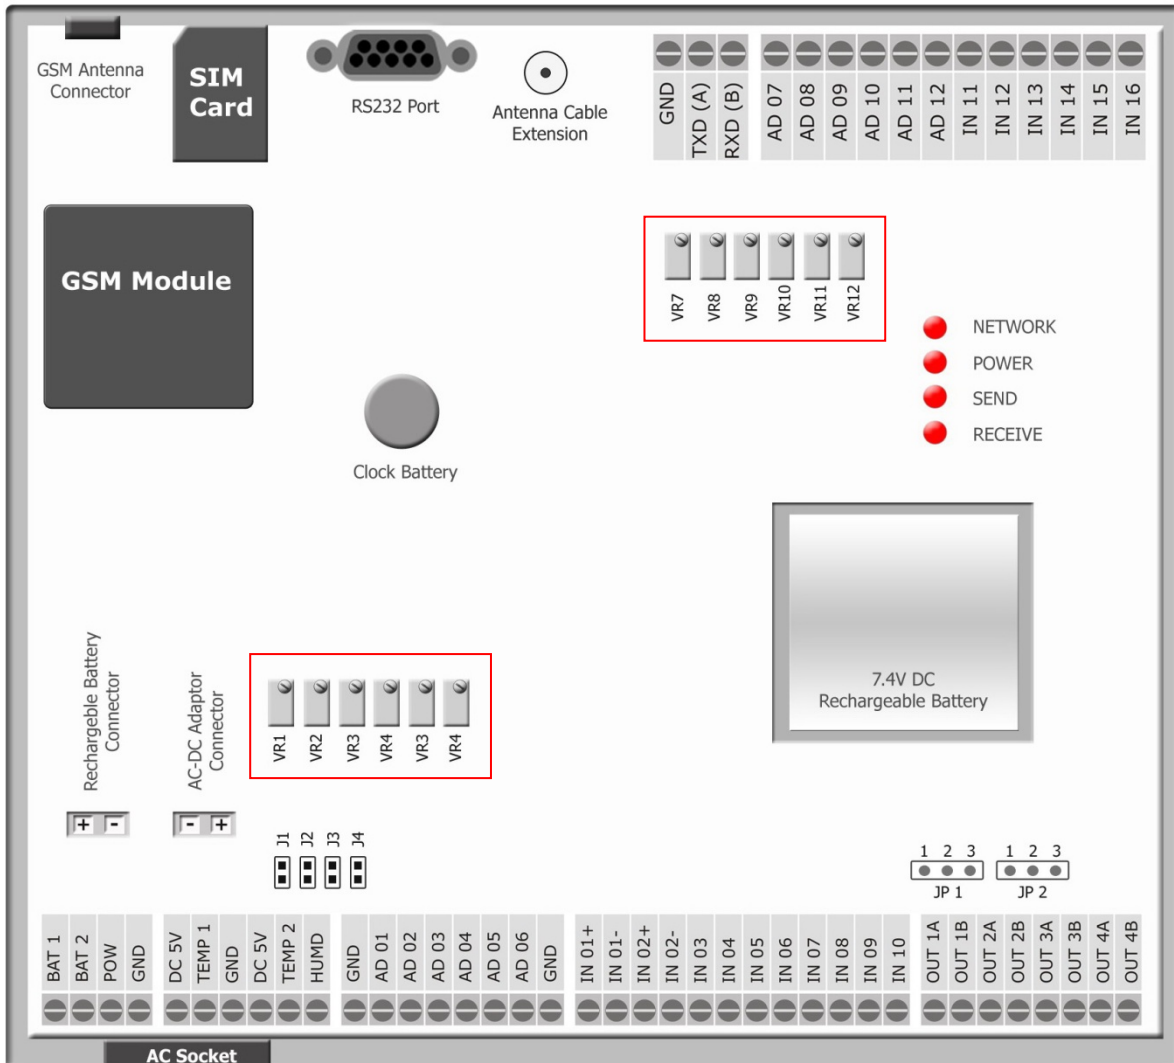 GSM Antenna
Connector
SIM
Card
RS232 Port
Antenna Cable
Extension
GND
TXD (A)
RXD (B)
AD 07
AD 08
AD 09
AD 10
AD 11
AD 12
IN 11
IN 12
IN 13
IN 14
IN 15
IN 16
GSM Module
VR7
VR8
VR9
VR10
VR11
VR12
NETWORK
POWER
SEND
RECEIVE
Clock Battery
7.4V DC
Rechargeable Battery
Rechargeble Battery
Connector
AC-DC Adaptor
Connector
VR1
VR2
VR3
VR4
VR3
VR4
+ -
- +
J1
J2
J3
J4
1 2 3
JP 1
1 2 3
JP 2
BAT 1
BAT 2
POW
GND
DC 5V
TEMP 1
GND
DC 5V
TEMP 2
HUMD
GND
AD 01
AD 02
AD 03
AD 04
AD 05
AD 06
GND
IN 01+
IN 01-
IN 02+
IN 02-
IN 03
IN 04
IN 05
IN 06
IN 07
IN 08
IN 09
IN 10
OUT 1A
OUT 1B
OUT 2A
OUT 2B
OUT 3A
OUT 3B
OUT 4A
OUT 4B
AC Socket